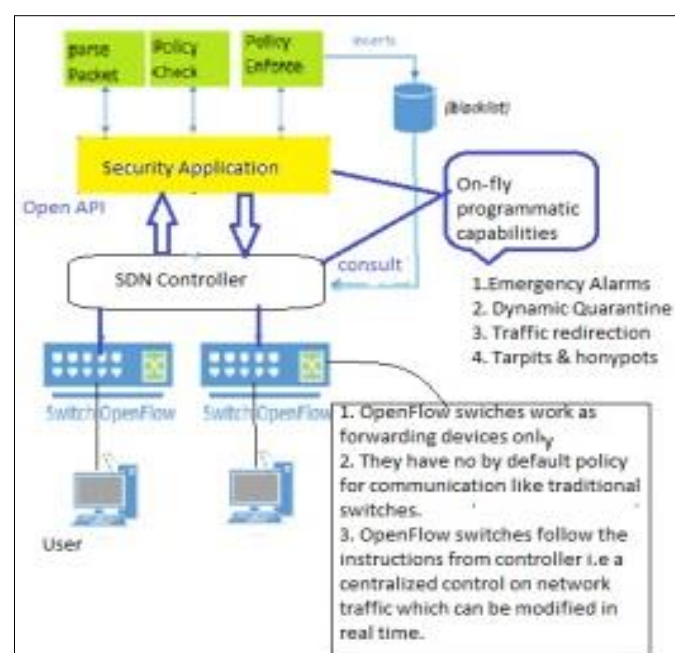 parse
Packet
Policy
Check
Policy
Enforce
inserts
(blacklist)
Security Application
On-fly
programmatic
capabilities
Open API
consult
SDN Controller
1.Emergency Alarms
2. Dynamic Quarantine
3. Traffic redirection
4. Tarpits & honypots
Switch OpenFlow
Switch OpenFlow
1. OpenFlow swiches work as
forwarding devices only
2. They have no by default policy
for communication like traditional
switches.
3. OpenFlow switches follow the
instructions from controller i.e a
centralized control on network
traffic which can be modified in
real time.
User